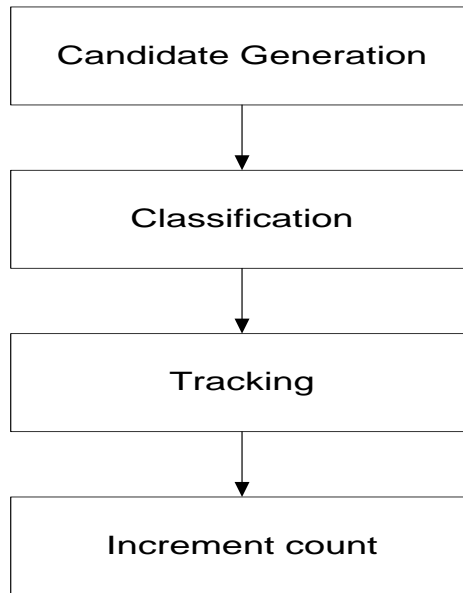 Candidate Generation
Classification
Tracking
Increment count